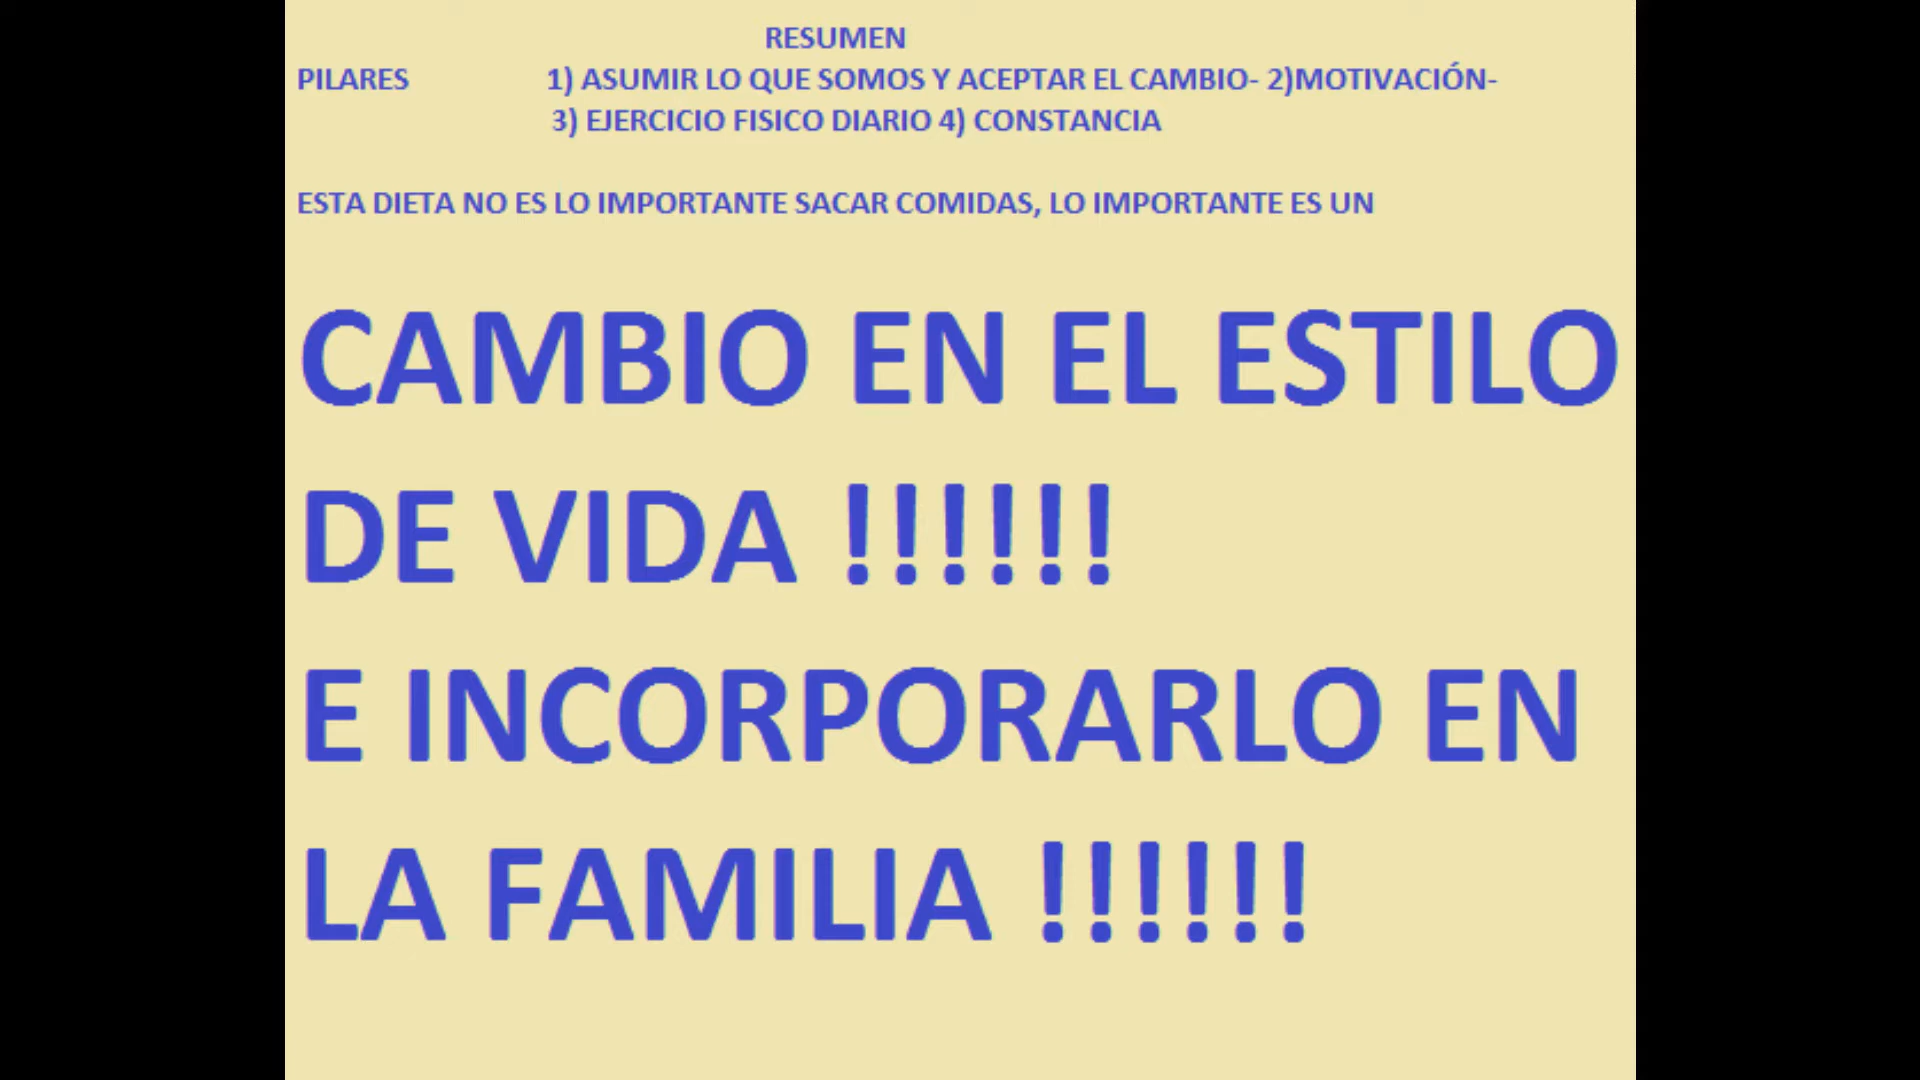 RESUMEN
PILARES 1) ASUMIR LO QUE SOMOS Y ACEPTAR EL CAMBIO- 2)MOTIVACIÓN-
3) EJERCICIO FISICO DIARIO 4) CONSTANCIA
ESTA DIETA NO ES LO IMPORTANTE SACAR COMIDAS, LO IMPORTANTE ES UN
CAMBIO EN EL ESTILO
DE VIDA !!!!!!
E INCORPORARLO EN
LA FAMILIA !!!!!!